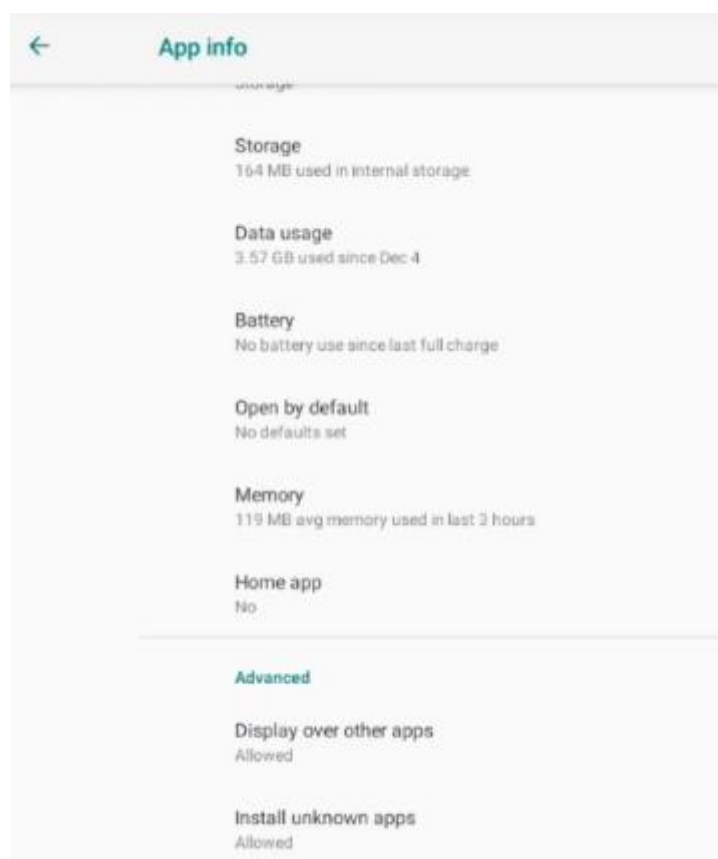 App info
Storage
Storage
164 MB used in internal storage
Data usage
3.57 GB used since Dec 4
Battery
No battery use since last full charge
Open by default
No defaults set
Memory
119 MB avg memory used in last 3 hours
Home app
No
Advanced
Display over other apps
Allowed
Install unknown apps
Allowed